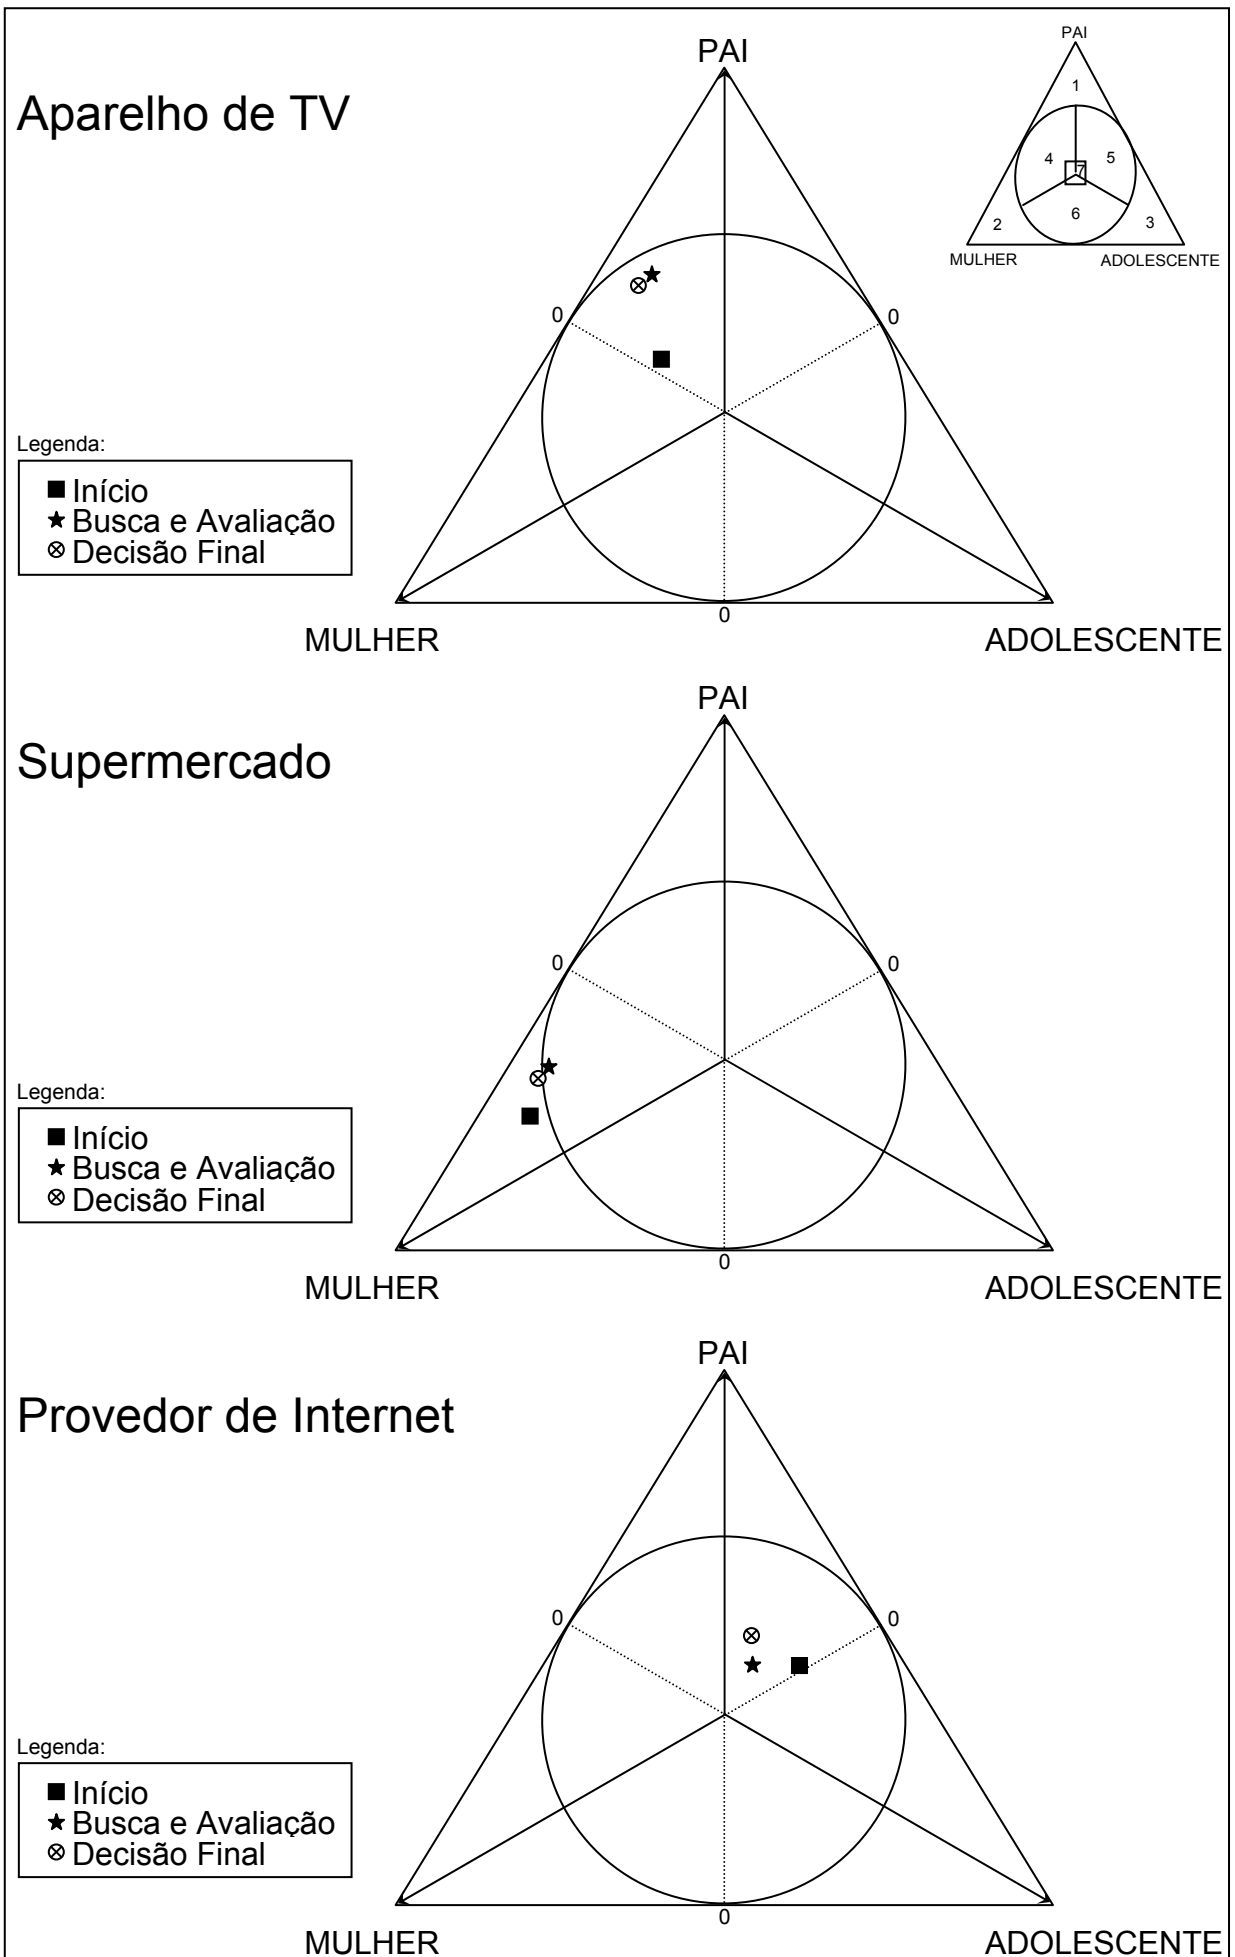 PAI
Aparelho de TV
PAI
1
4
5
7
6
2
3
MULHER
ADOLESCENTE
0
0
Legenda:
Início
Busca e Avaliação
Decisão Final
0
MULHER
ADOLESCENTE
PAI
Supermercado
0
0
Legenda:
Início
Busca e Avaliação
Decisão Final
0
MULHER
ADOLESCENTE
PAI
Provedor de Internet
0
0
Legenda:
Início
Busca e Avaliação
Decisão Final
0
MULHER
ADOLESCENTE